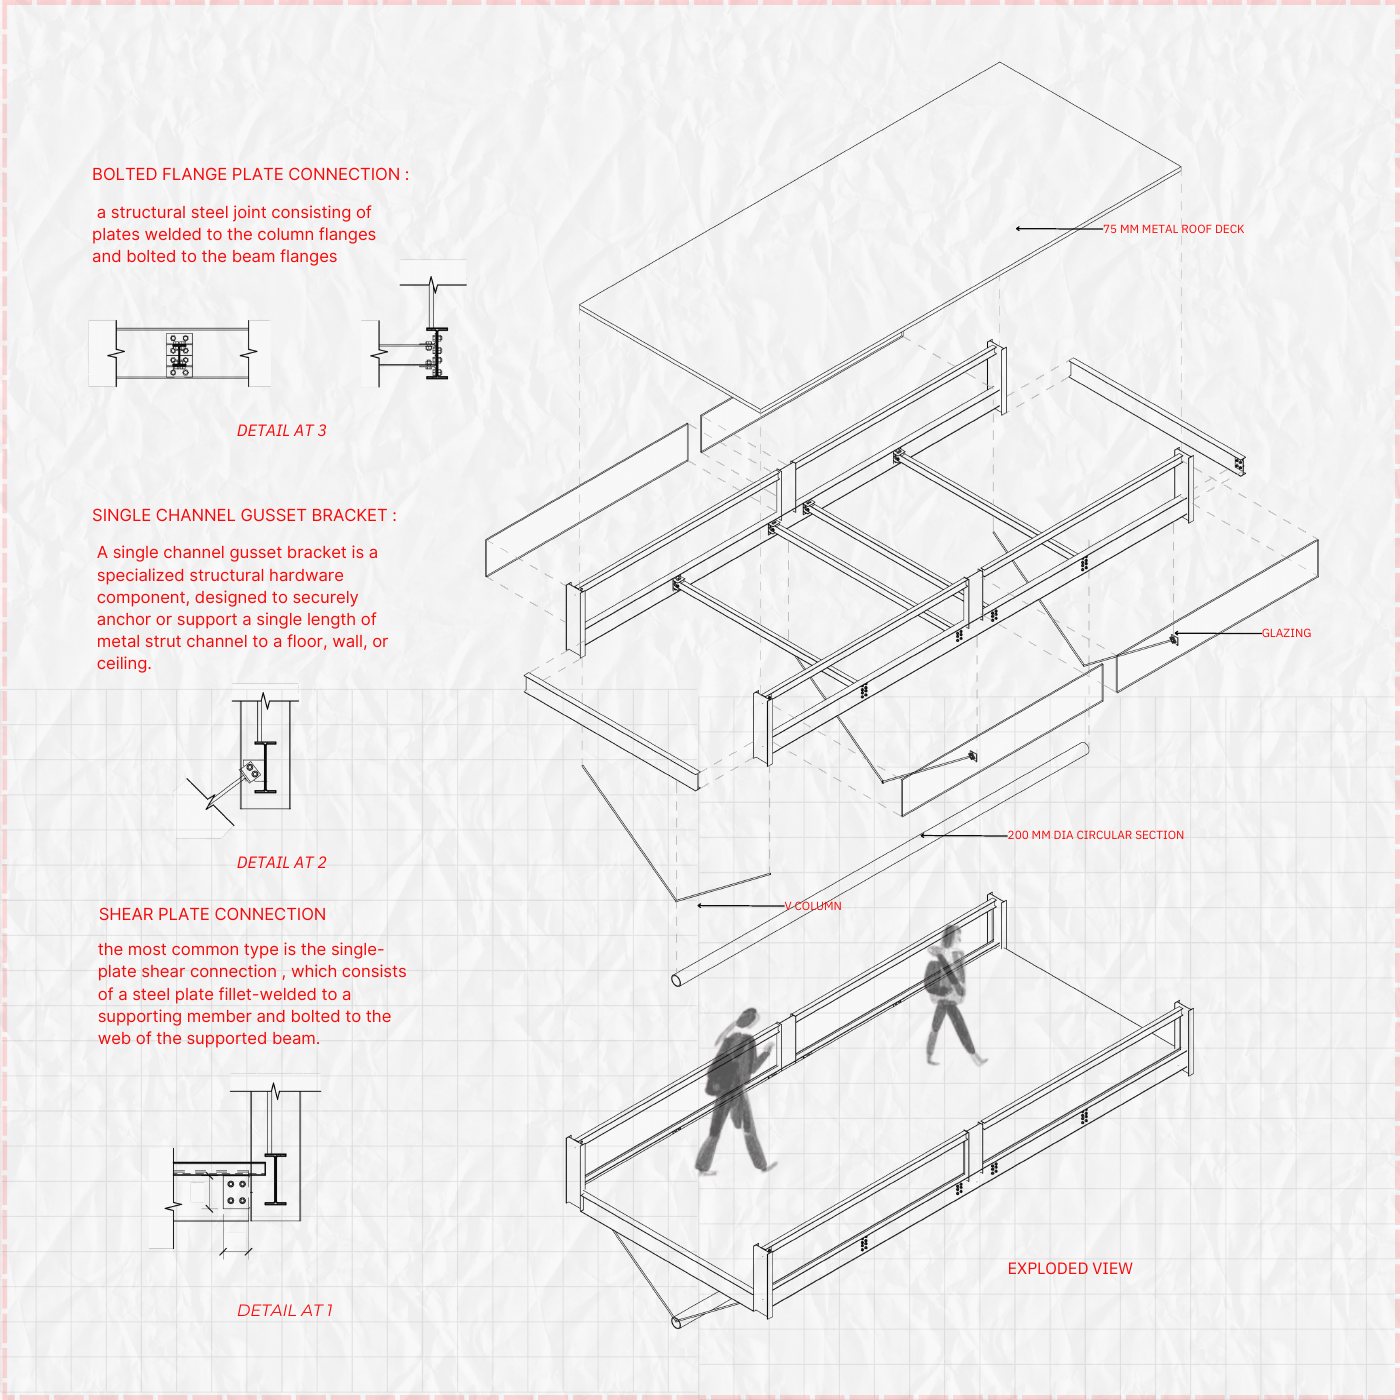 BOLTED FLANGE PLATE CONNECTION :
a structural steel joint consisting of
plates welded to the column flanges
and bolted to the beam flanges
DETAIL AT 3
SINGLE CHANNEL GUSSET BRACKET :
A single channel gusset bracket is a
specialized structural hardware
component, designed to securely
anchor or support a single length of
metal strut channel to a floor, wall, or
ceiling.
DETAIL AT 2
SHEAR PLATE CONNECTION
the most common type is the single-
plate shear connection , which consists
of a steel plate fillet-welded to a
supporting member and bolted to the
web of the supported beam.
DETAIL AT 1
75 MM METAL ROOF DECK
GLAZING
200 MM DIA CIRCULAR SECTION
V COLUMN
EXPLODED VIEW